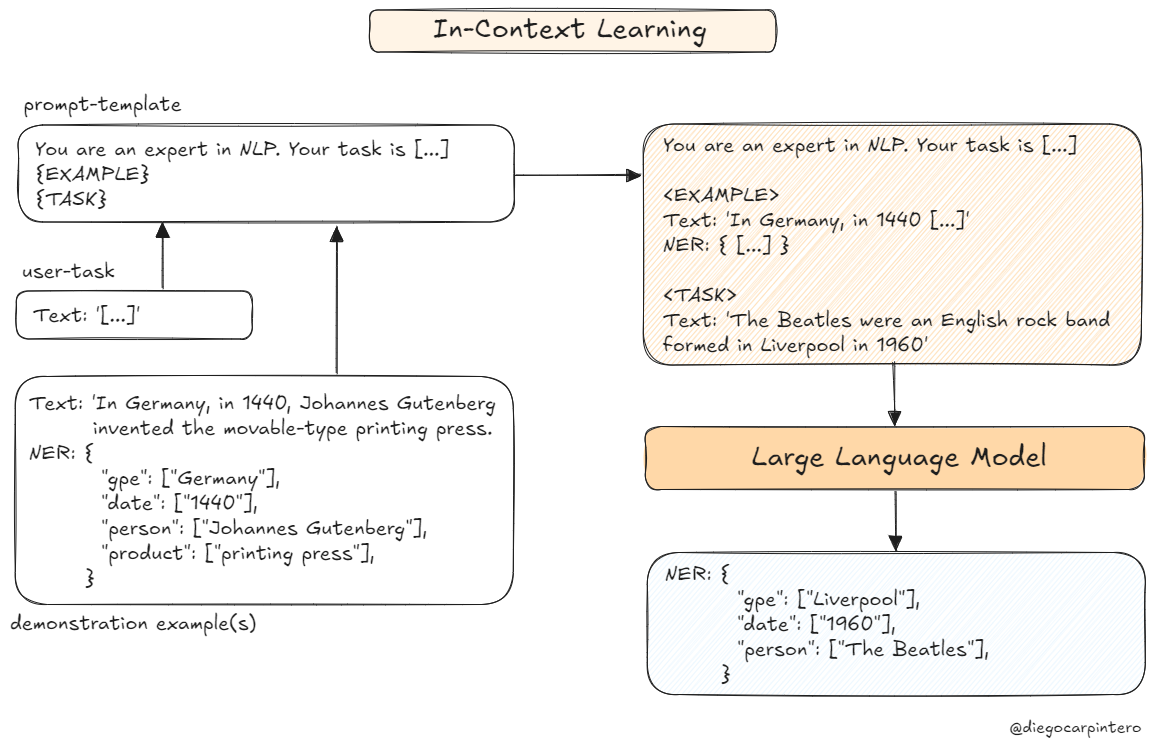 In-Context Learning
prompt-template
You are an expert in NLP. Your task is [...]
{EXAMPLE}
{TASK}
user-task
Text: '[...]'
Text: 'In Germany, in 1440, Johannes Gutenberg
invented the movable-type printing press.
NER: {
"gpe": ["Germany"],
"date": ["1440"],
"person": ["Johannes Gutenberg"],
"product": ["printing press"],
}
demonstration example(s)
You are an expert in NLP. Your task is [...]
<EXAMPLE>
Text: 'In Germany, in 1440 [...]'
NER: { [...] }
<TASK>
Text: 'The Beatles were an English rock band
formed in Liverpool in 1960'
Large Language Model
NER: {
"gpe": ["Liverpool"],
"date": ["1960"],
"person": ["The Beatles"],
}
@diegocarpintero